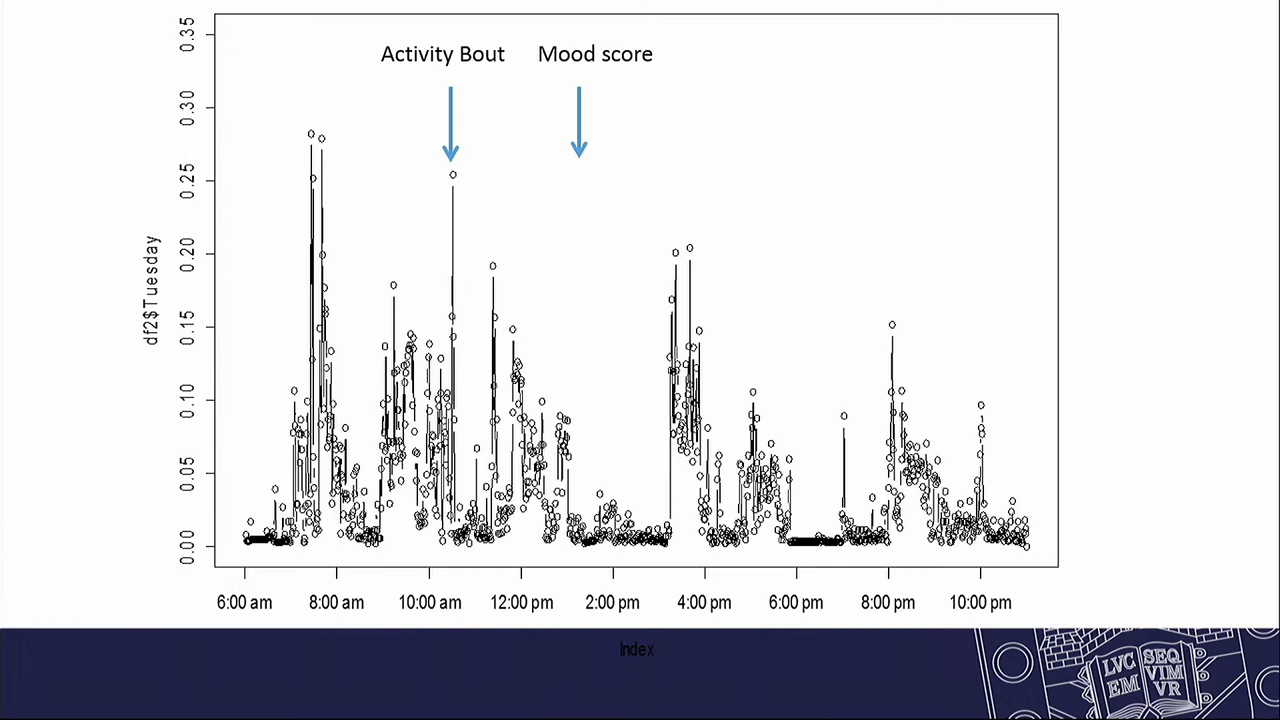 Activity Bout
Mood score
0.35
0.30
0.25
0.20
0.15
0.10
0.05
0.00
df2$Tuesday
6:00 am
8:00 am
10:00 am
12:00 pm
2:00 pm
4:00 pm
6:00 pm
8:00 pm
10:00 pm
Index
LVC
EM
SEQ
VIM
VR